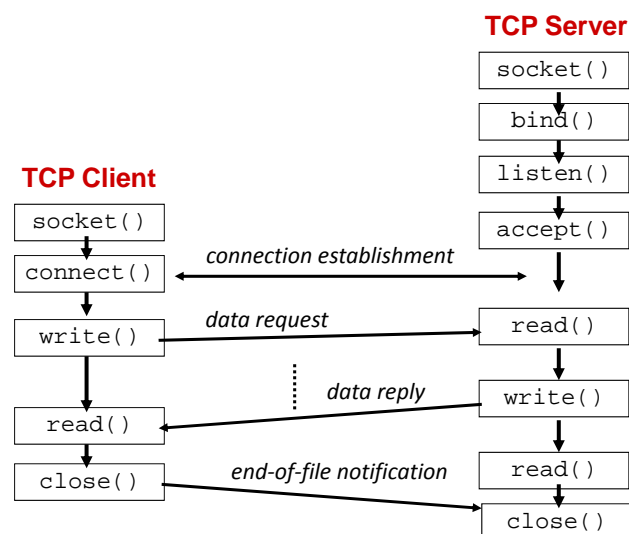 TCP Server
socket()
bind()
listen()
TCP Client
socket()
accept()
connection establishment
connect()
data request
write()
read()
data reply
write()
read()
end-of-file notification
read()
close()
close()